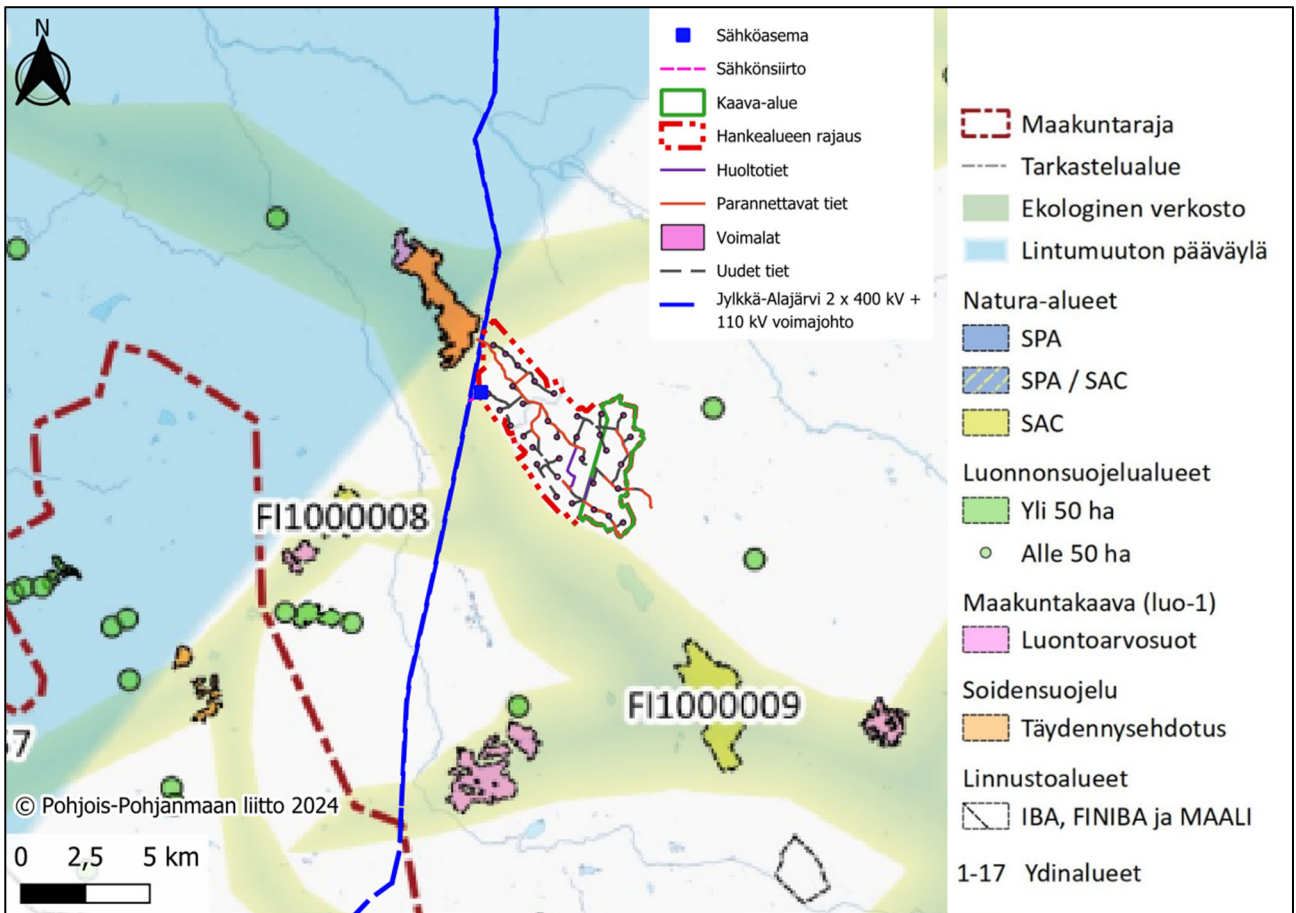 N
Sähköasema
Sähkönsiirto
Kaava-alue
Hankealueen rajaus
Huoltotiet
Parannettavat tiet
Voimalat
Uudet tiet
Jylkkä-Alajärvi 2 x 400 kV +
110 kV voimajohto
Maakuntaraja
Tarkastelualue
Ekologinen verkosto
Lintumuuton pääväylä
Natura-alueet
SPA
SPA / SAC
SAC
Luonnonsuojelualueet
Yli 50 ha
Alle 50 ha
Maakuntakaava (luo-1)
Luontoarvosuot
Soidensuojelu
Täydennysehdotus
Linnustoalueet
IBA, FINIBA ja MAALI
1-17 Ydinalueet
FI1000008
FI1000009
7
© Pohjois-Pohjanmaan liitto 2024
0 2,5 5 km